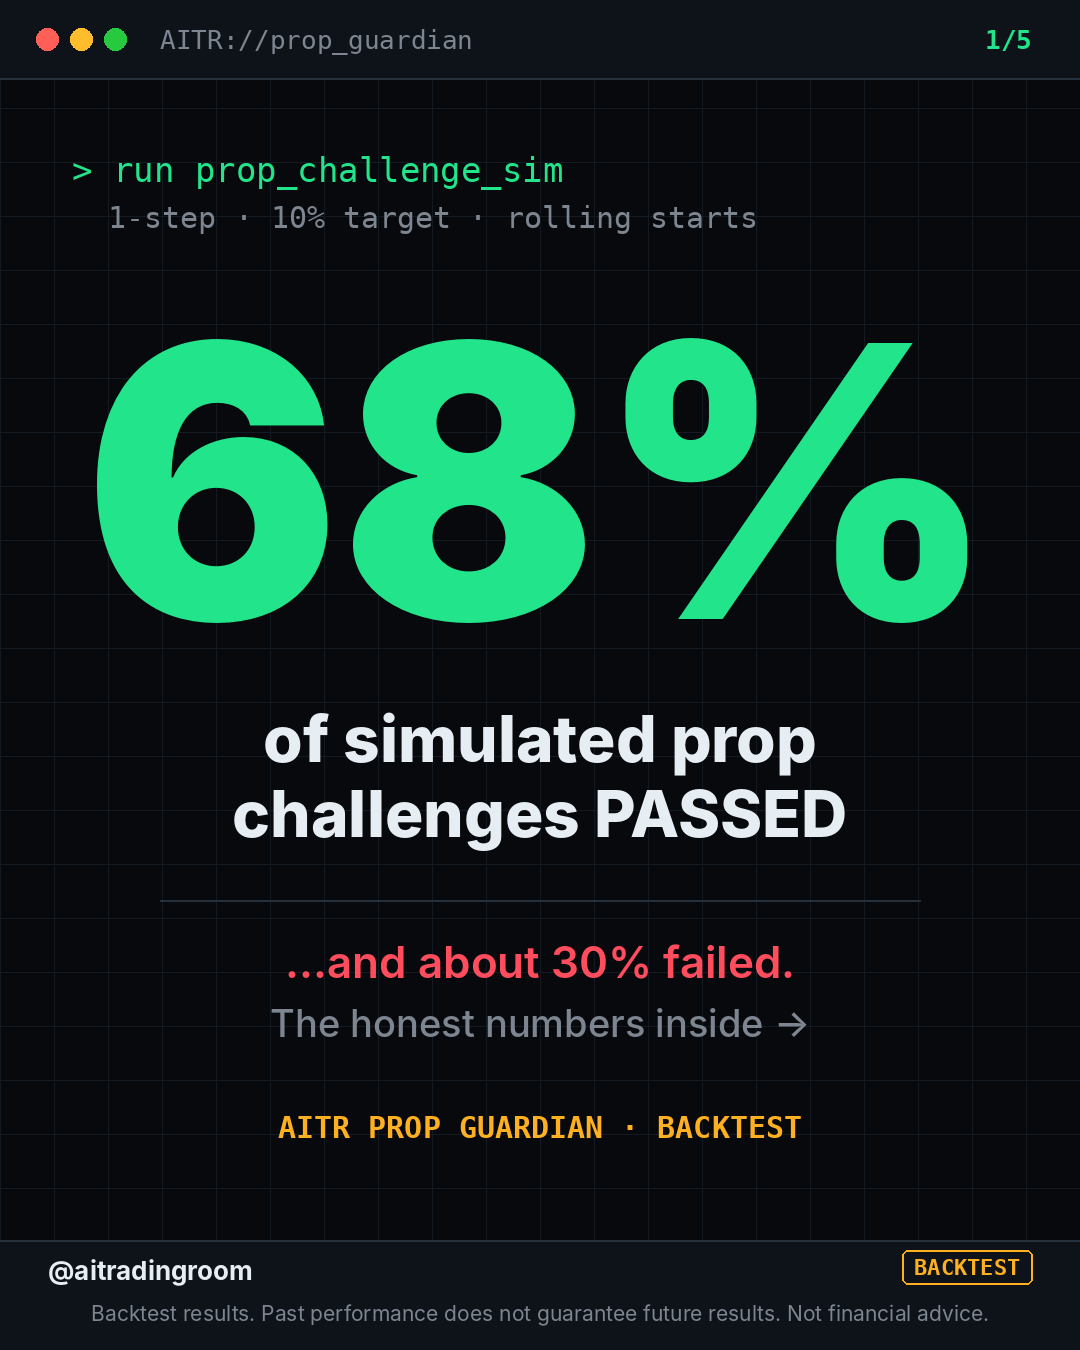 AITR://prop_guardian
1/5
> run prop_challenge_sim
1-step · 10% target · rolling starts
68%
of simulated prop
challenges PASSED
...and about 30% failed.
The honest numbers inside →
AITR PROP GUARDIAN · BACKTEST
@aitradingroom
BACKTEST
Backtest results. Past performance does not guarantee future results. Not financial advice.